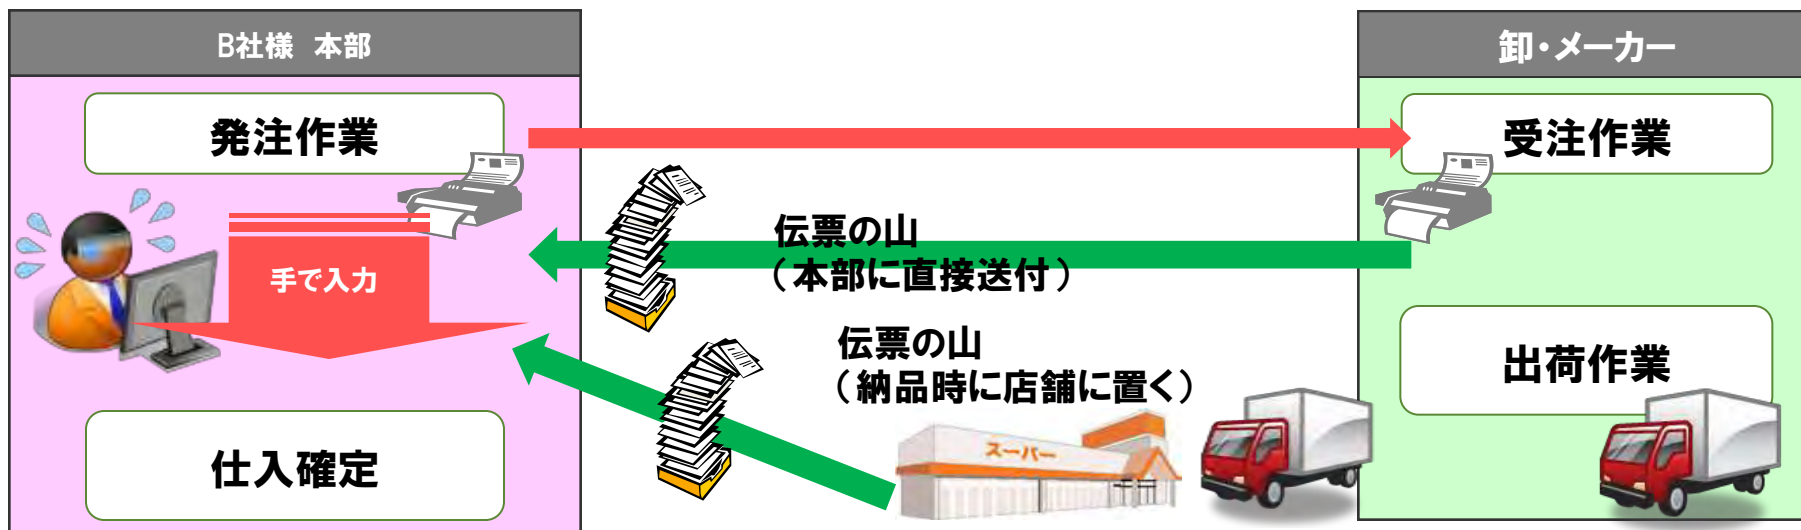 B社様 本部
卸・メーカー
発注作業
受注作業
伝票の山
（本部に直接送付）
手で入力
伝票の山
（納品時に店舗に置く）
出荷作業
スーパー
仕入確定